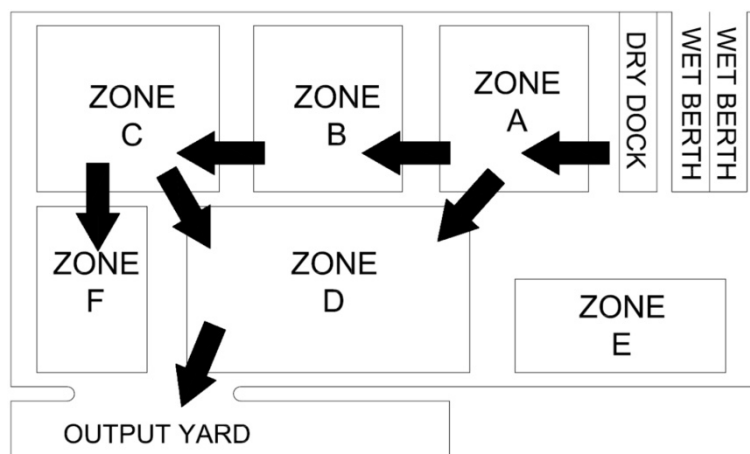 ZONE
C
ZONE
B
ZONE
A
DRY DOCK
WET BERTH
WET BERTH
ZONE
F
ZONE
D
ZONE
E
OUTPUT YARD